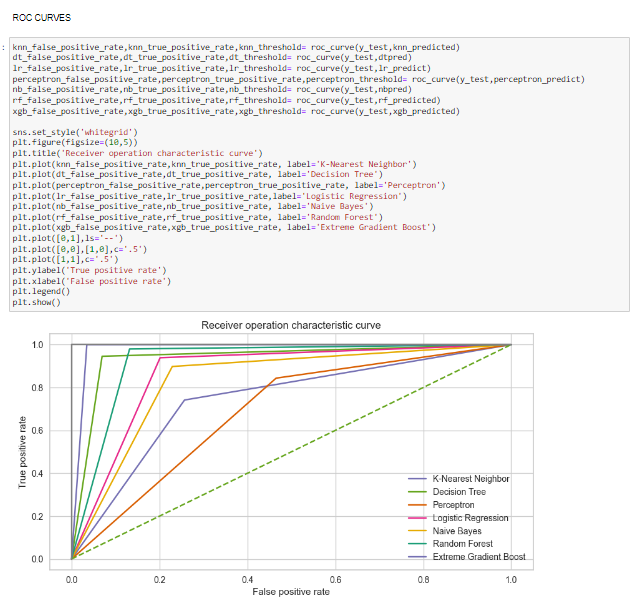 ROC CURVES
: knn_false_positive_rate,knn_true_positive_rate,knn_threshold= roc_curve(y_test,knn_predicted)
dt_false_positive_rate,dt_true_positive_rate,dt_threshold= roc_curve(y_test,dtpred)
lr_false_positive_rate,lr_true_positive_rate,lr_threshold= roc_curve(y_test,lr_predict)
perceptron_false_positive_rate,perceptron_true_positive_rate,perceptron_threshold= roc_curve(y_test,perceptron_predict)
nb_false_positive_rate,nb_true_positive_rate,nb_threshold= roc_curve(y_test,nbpred)
rf_false_positive_rate,rf_true_positive_rate,rf_threshold= roc_curve(y_test,rf_predicted)
xgb_false_positive_rate,xgb_true_positive_rate,xgb_threshold= roc_curve(y_test,xgb_predicted)
sns.set_style('whitegrid')
plt.figure(figsize=(10,5))
plt.title('Receiver operation characteristic curve')
plt.plot(knn_false_positive_rate,knn_true_positive_rate, label='K-Nearest Neighbor')
plt.plot(dt_false_positive_rate,dt_true_positive_rate, label='Decision Tree')
plt.plot(perceptron_false_positive_rate,perceptron_true_positive_rate, label='Perceptron')
plt.plot(lr_false_positive_rate,lr_true_positive_rate,label='Logistic Regression')
plt.plot(nb_false_positive_rate,nb_true_positive_rate, label='Naive Bayes')
plt.plot(rf_false_positive_rate,rf_true_positive_rate, label='Random Forest')
plt.plot(xgb_false_positive_rate,xgb_true_positive_rate, label='Extreme Gradient Boost')
plt.plot([0,1],ls='--')
plt.plot([0,0],[1,0],c='.5')
plt.plot([1,1],c='.5')
plt.ylabel('True positive rate')
plt.xlabel('False positive rate')
plt.legend()
plt.show()
Receiver operation characteristic curve
1.0
0.8
0.6
0.4
0.2
0.0
True positive rate
K-Nearest Neighbor
Decision Tree
Perceptron
Logistic Regression
Naive Bayes
Random Forest
Extreme Gradient Boost
0.0 0.2 0.4 0.6 0.8 1.0
False positive rate